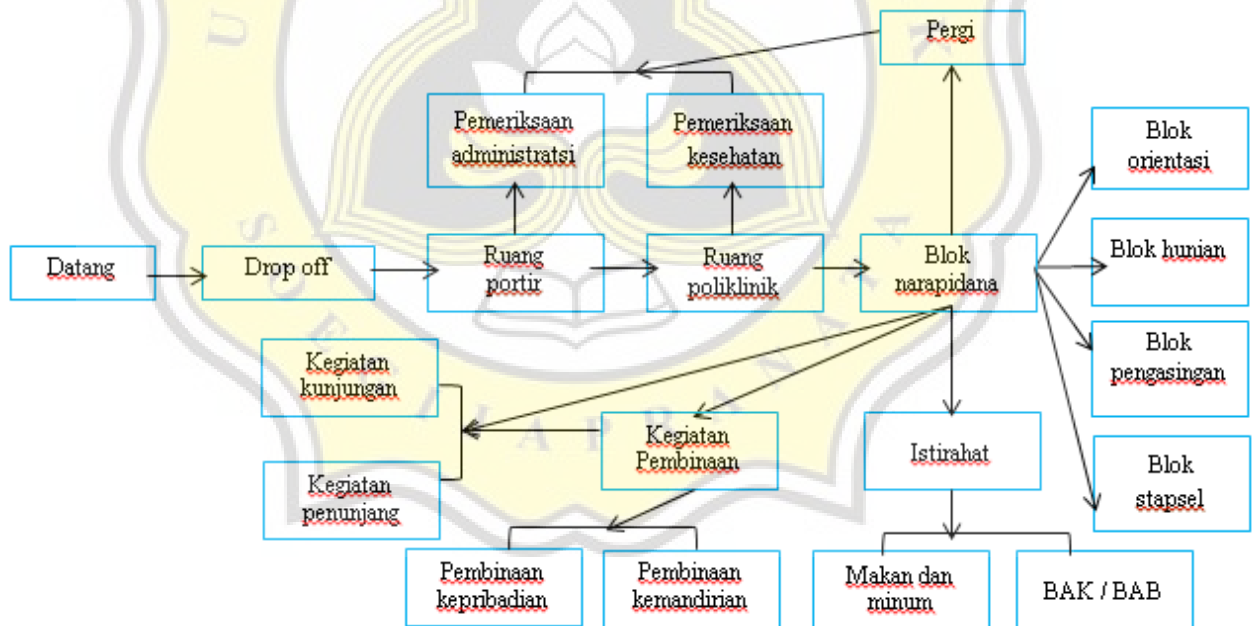 Pergi
Pemeriksaan
administratsi
Pemeriksaan
kesehatan
Blok
orientasi
Datang
Drop off
Ruang
portir
Ruang
poliklinik
Blok
narapidana
Blok hunian
Kegiatan
kunjungan
Blok
pengasingan
Kegiatan
Pembinaan
Istirahat
Kegiatan
penunjang
Blok
stapsel
Pembinaan
kepribadian
Pembinaan
kemandirian
Makan dan
minum
BAK / BAB